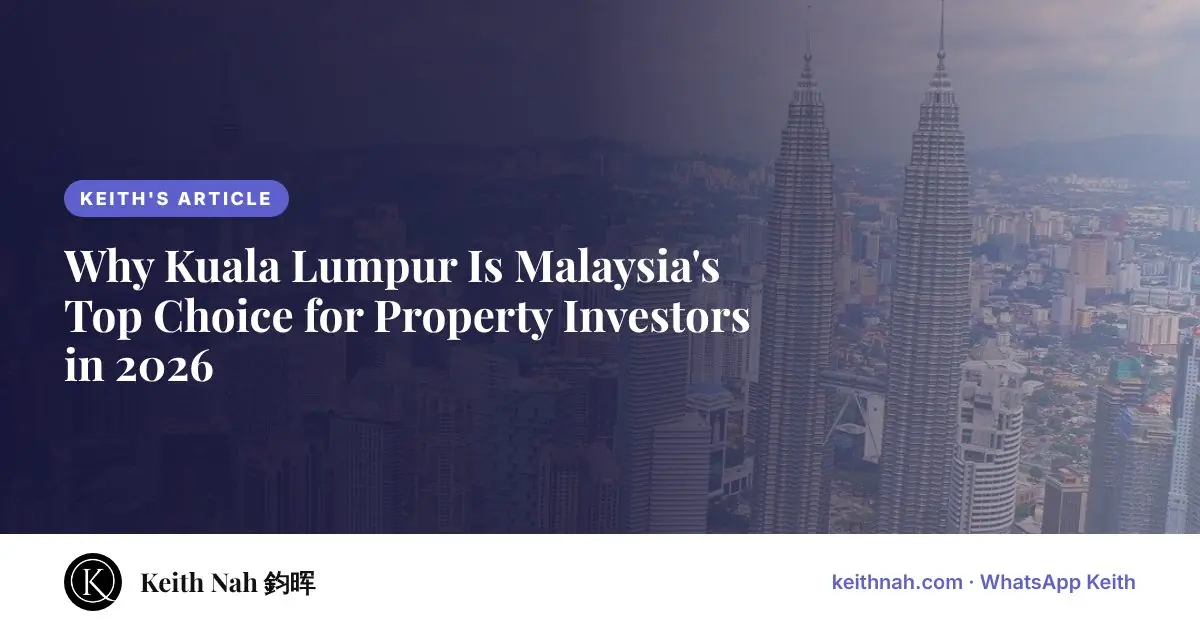 KEITH'S ARTICLE
Why Kuala Lumpur Is Malaysia's
Top Choice for Property Investors
in 2026
K
Keith Nah 鈞晖
keithnah.com · WhatsApp Keith